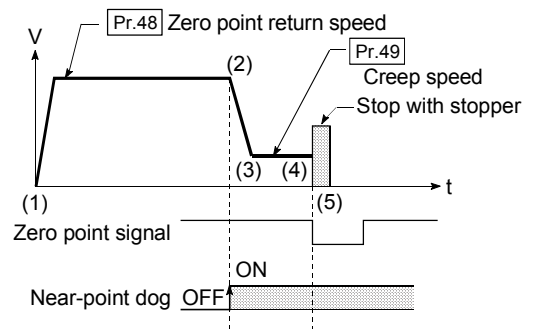 Pr.48 Zero point return speed
V
Pr.49
Creep speed
Stop with stopper
(2)
(3)
(4)
t
(1)
(5)
Zero point signal
ON
Near-point dog OFF